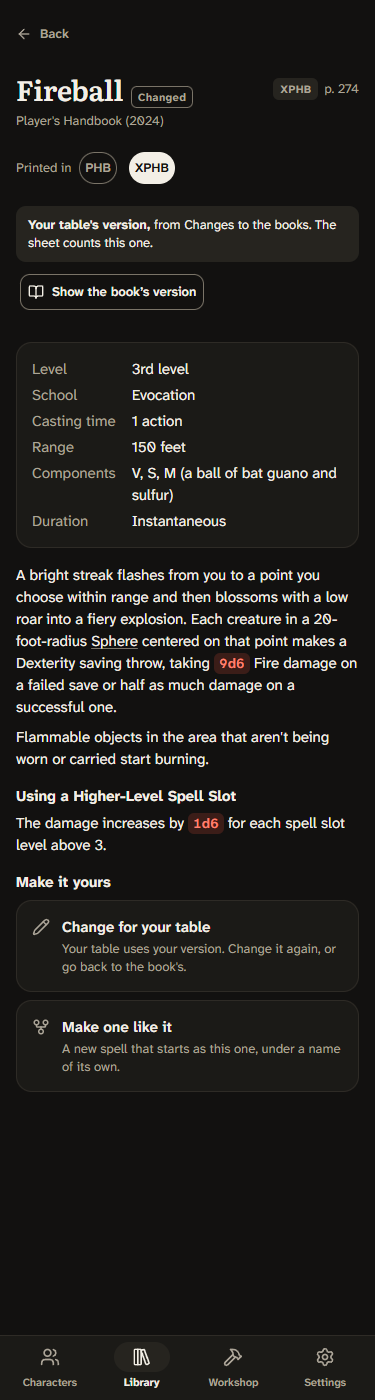 Back
Fireball Changed XPHB p. 274
Player's Handbook (2024)
Printed in PHB XPHB
Your table's version, from Changes to the books. The
sheet counts this one.
Show the book's version
Level 3rd level
School Evocation
Casting time 1 action
Range 150 feet
Components V, S, M (a ball of bat guano and
sulfur)
Duration Instantaneous
A bright streak flashes from you to a point you
choose within range and then blossoms with a low
roar into a fiery explosion. Each creature in a 20-
foot-radius Sphere centered on that point makes a
Dexterity saving throw, taking 9d6 Fire damage on
a failed save or half as much damage on a
successful one.
Flammable objects in the area that aren't being
worn or carried start burning.
Using a Higher-Level Spell Slot
The damage increases by 1d6 for each spell slot
level above 3.
Make it yours
Change for your table
Your table uses your version. Change it again, or
go back to the book's.
Make one like it
A new spell that starts as this one, under a name
of its own.
Characters Library Workshop Settings